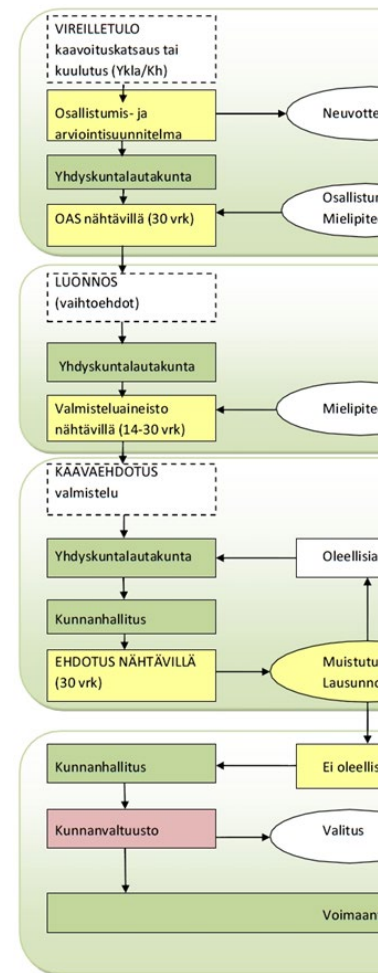 VIREILLETULO
kaavoituskatsaus tai
kuulutus (Ykla/Kh)
Osallistumis- ja
arviointisuunnitelma
Neuvotte
Yhdyskuntalautakunta
OAS nähtävillä (30 vrk)
Osallistu
Mielipite
LUONNOS
(vaihtoehdot)
Yhdyskuntalautakunta
Valmisteluaineisto
nähtävillä (14-30 vrk)
Mielipite
KAAVAEHDOTUS
valmistelu
Yhdyskuntalautakunta
Oleellisia
Kunnanhallitus
EHDOTUS NÄHTÄVILLÄ
(30 vrk)
Muistutu
Lausunno
Kunnanhallitus
Ei oleellis
Kunnanvaltuusto
Valitus
Voimaan